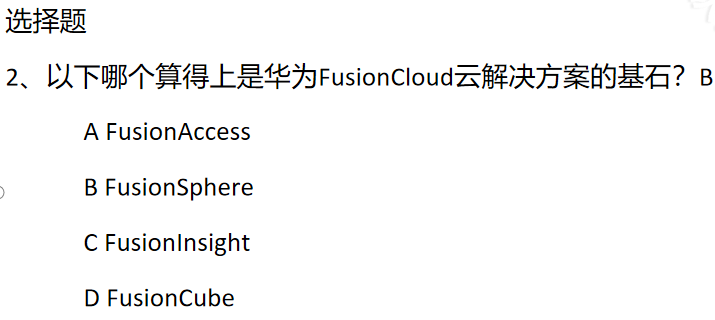 选择题
2、以下哪个算得上是华为FusionCloud云解决方案的基石？B
A FusionAccess
B FusionSphere
C FusionInsight
D FusionCube